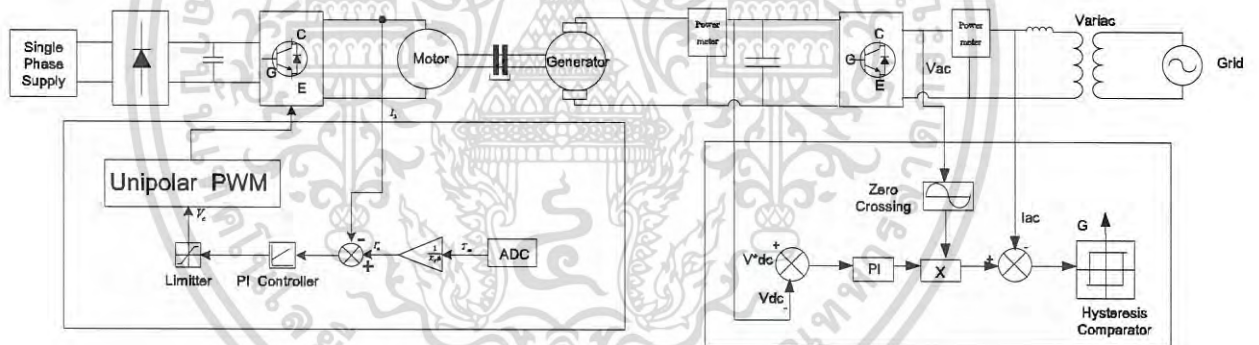 Single
Phase
Supply
C
G
E
Motor
Generator
Power
meter
C
G
E
Vac
Power
meter
Variac
Grid
Unipolar PWM
Limitter
PI Controller
-
+
ADC
Zero
Crossing
Iac
G
+
V*dc
Vdc
-
PI
X
+
-
Hysteresis
Comparator